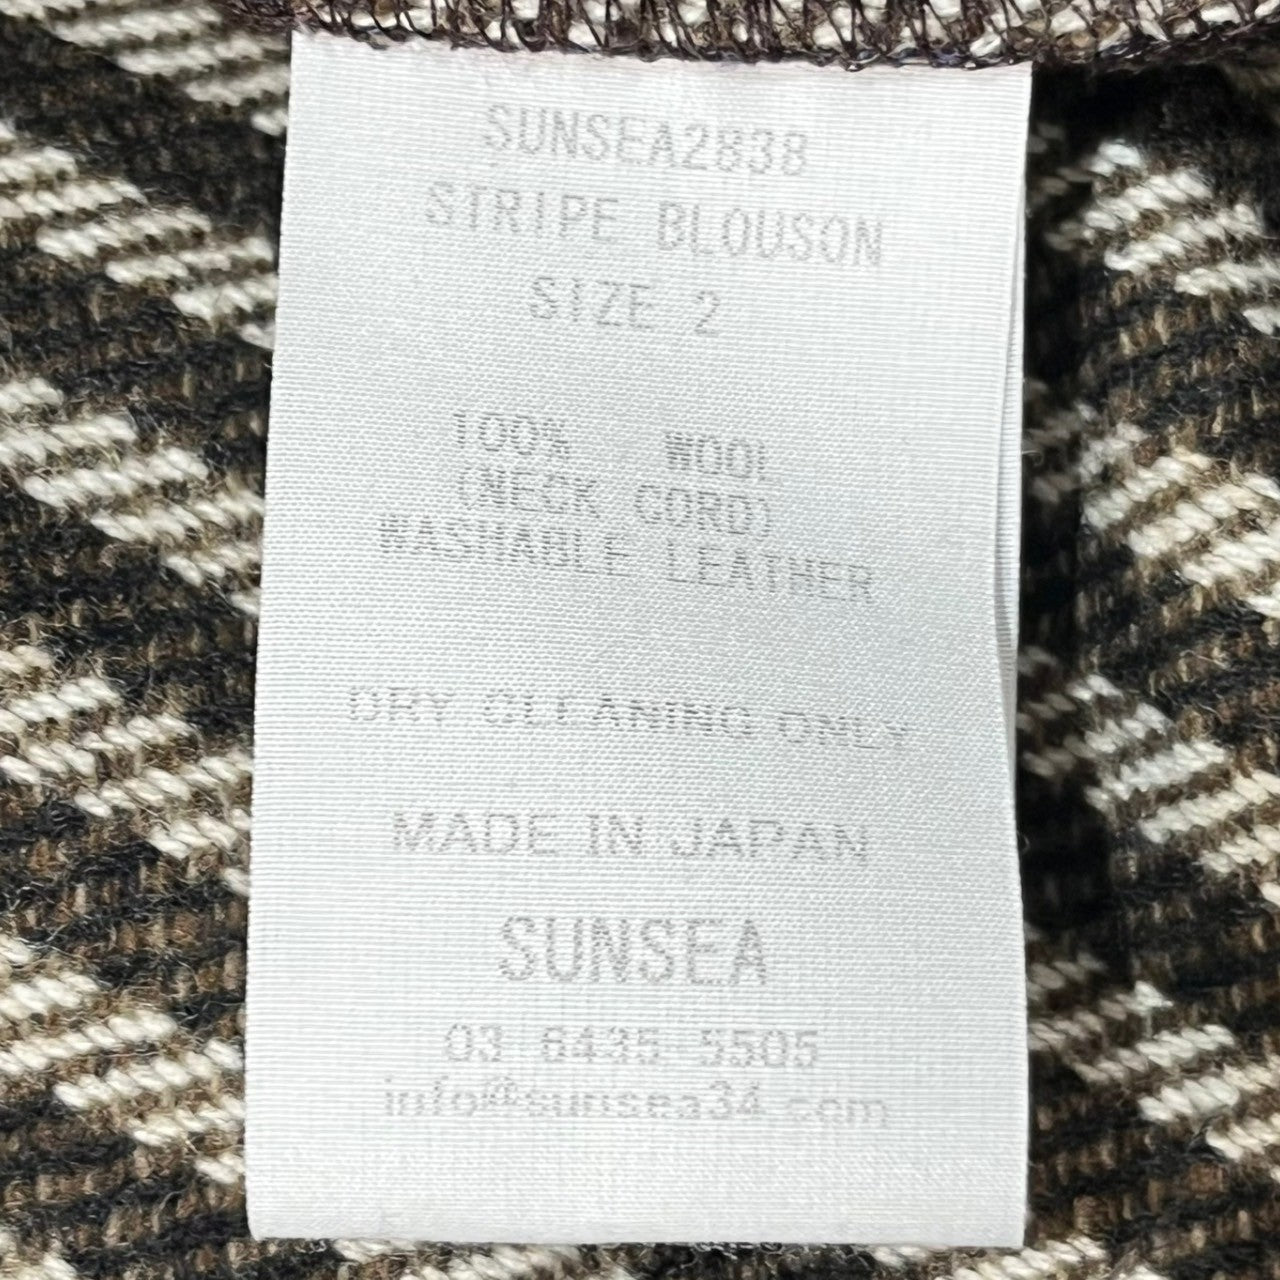 SUNSEA2838
STRIPE BLOUSON
SIZE 2
100% WOOL
(NECK CORD)
WASHABLE LEATHER
DRY CLEANING ONLY
MADE IN JAPAN
SUNSEA
03 6435 5505
info@sunsea34.com